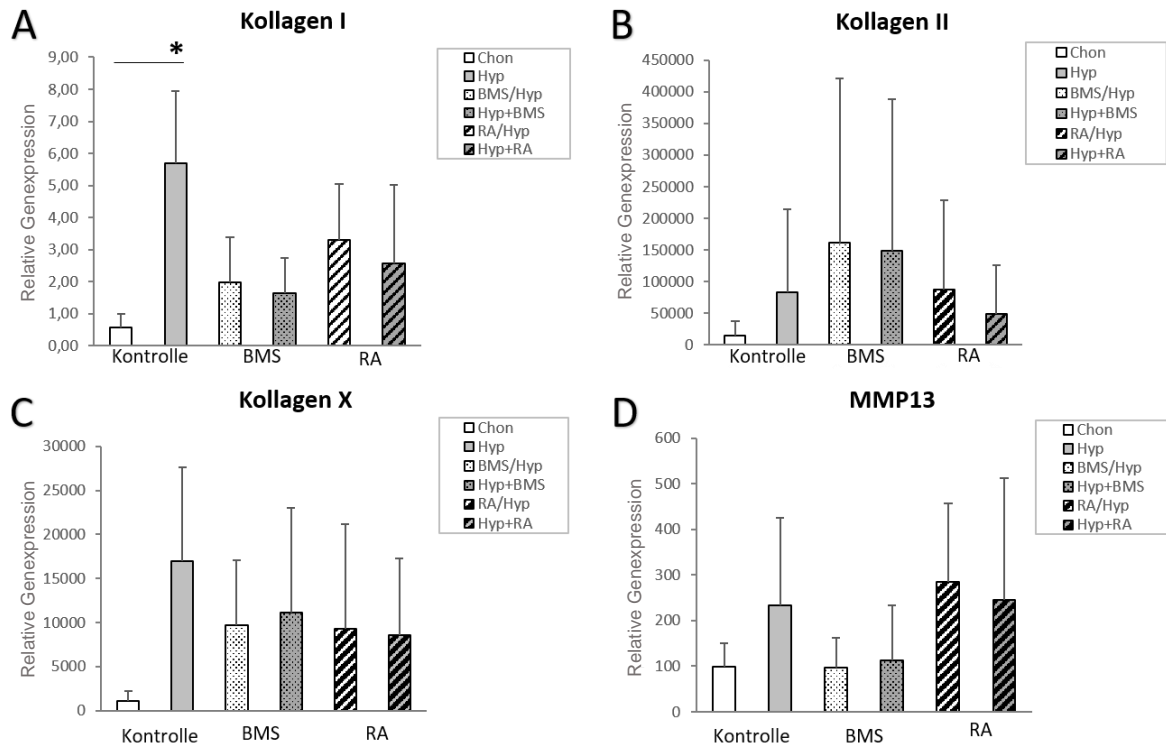 A
Kollagen I
Relative Genexpression
9,00
8,00
7,00
6,00
5,00
4,00
3,00
2,00
1,00
0,00
*
Kontrolle
BMS
RA
Chon
Hyp
BMS/Hyp
Hyp+BMS
RA/Hyp
Hyp+RA
B
Kollagen II
Relative Genexpression
450000
400000
350000
300000
250000
200000
150000
100000
50000
0
Kontrolle
BMS
RA
Chon
Hyp
BMS/Hyp
Hyp+BMS
RA/Hyp
Hyp+RA
C
Kollagen X
Relative Genexpression
30000
25000
20000
15000
10000
5000
0
Kontrolle
BMS
RA
Chon
Hyp
BMS/Hyp
Hyp+BMS
RA/Hyp
Hyp+RA
D
MMP13
Relative Genexpression
600
500
400
300
200
100
0
Kontrolle
BMS
RA
Chon
Hyp
BMS/Hyp
Hyp+BMS
RA/Hyp
Hyp+RA